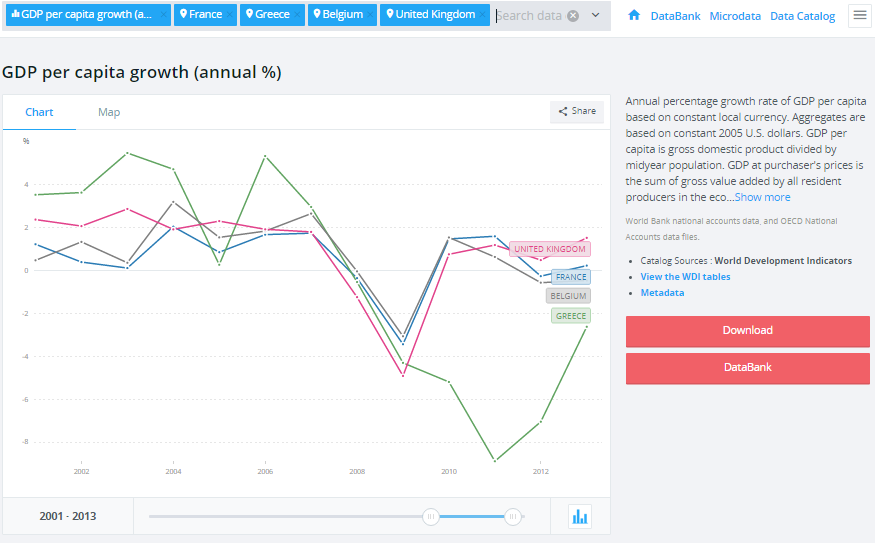 GDP per capita growth (a... × France × Greece × Belgium × United Kingdom × Search data
DataBank Microdata Data Catalog
GDP per capita growth (annual %)
Chart Map Share
%
4
2
0
-2
-4
-6
-8
2002 2004 2006 2008 2010 2012
UNITED KINGDOM
FRANCE
BELGIUM
GREECE
2001 - 2013
Annual percentage growth rate of GDP per capita
based on constant local currency. Aggregates are
based on constant 2005 U.S. dollars. GDP per
capita is gross domestic product divided by
midyear population. GDP at purchaser's prices is
the sum of gross value added by all resident
producers in the eco...Show more
World Bank national accounts data, and OECD National
Accounts data files.
• Catalog Sources : World Development Indicators
• View the WDI tables
• Metadata
Download
DataBank